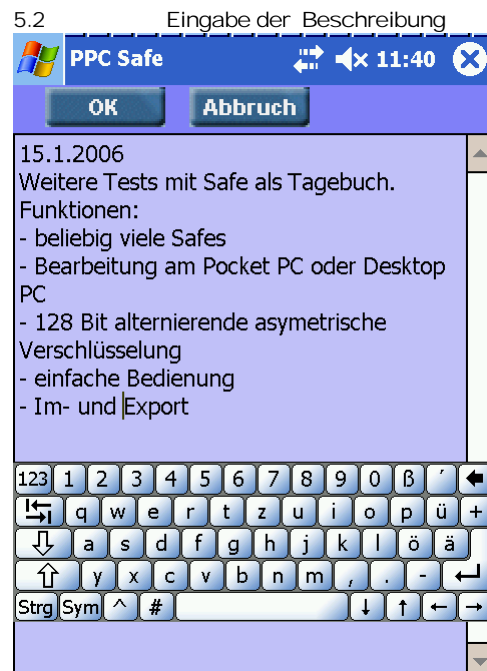 5.2 Eingabe der Beschreibung
PPC Safe 11:40
OK Abbruch
15.1.2006
Weitere Tests mit Safe als Tagebuch.
Funktionen:
- beliebig viele Safes
- Bearbeitung am Pocket PC oder Desktop
PC
- 128 Bit alternierende asymetrische
Verschlüsselung
- einfache Bedienung
- Im- und Export
123 1 2 3 4 5 6 7 8 9 0 ß ´
q w e r t z u i o p ü +
a s d f g h j k l ö ä
y x c v b n m , . -
Strg Sym ^ #